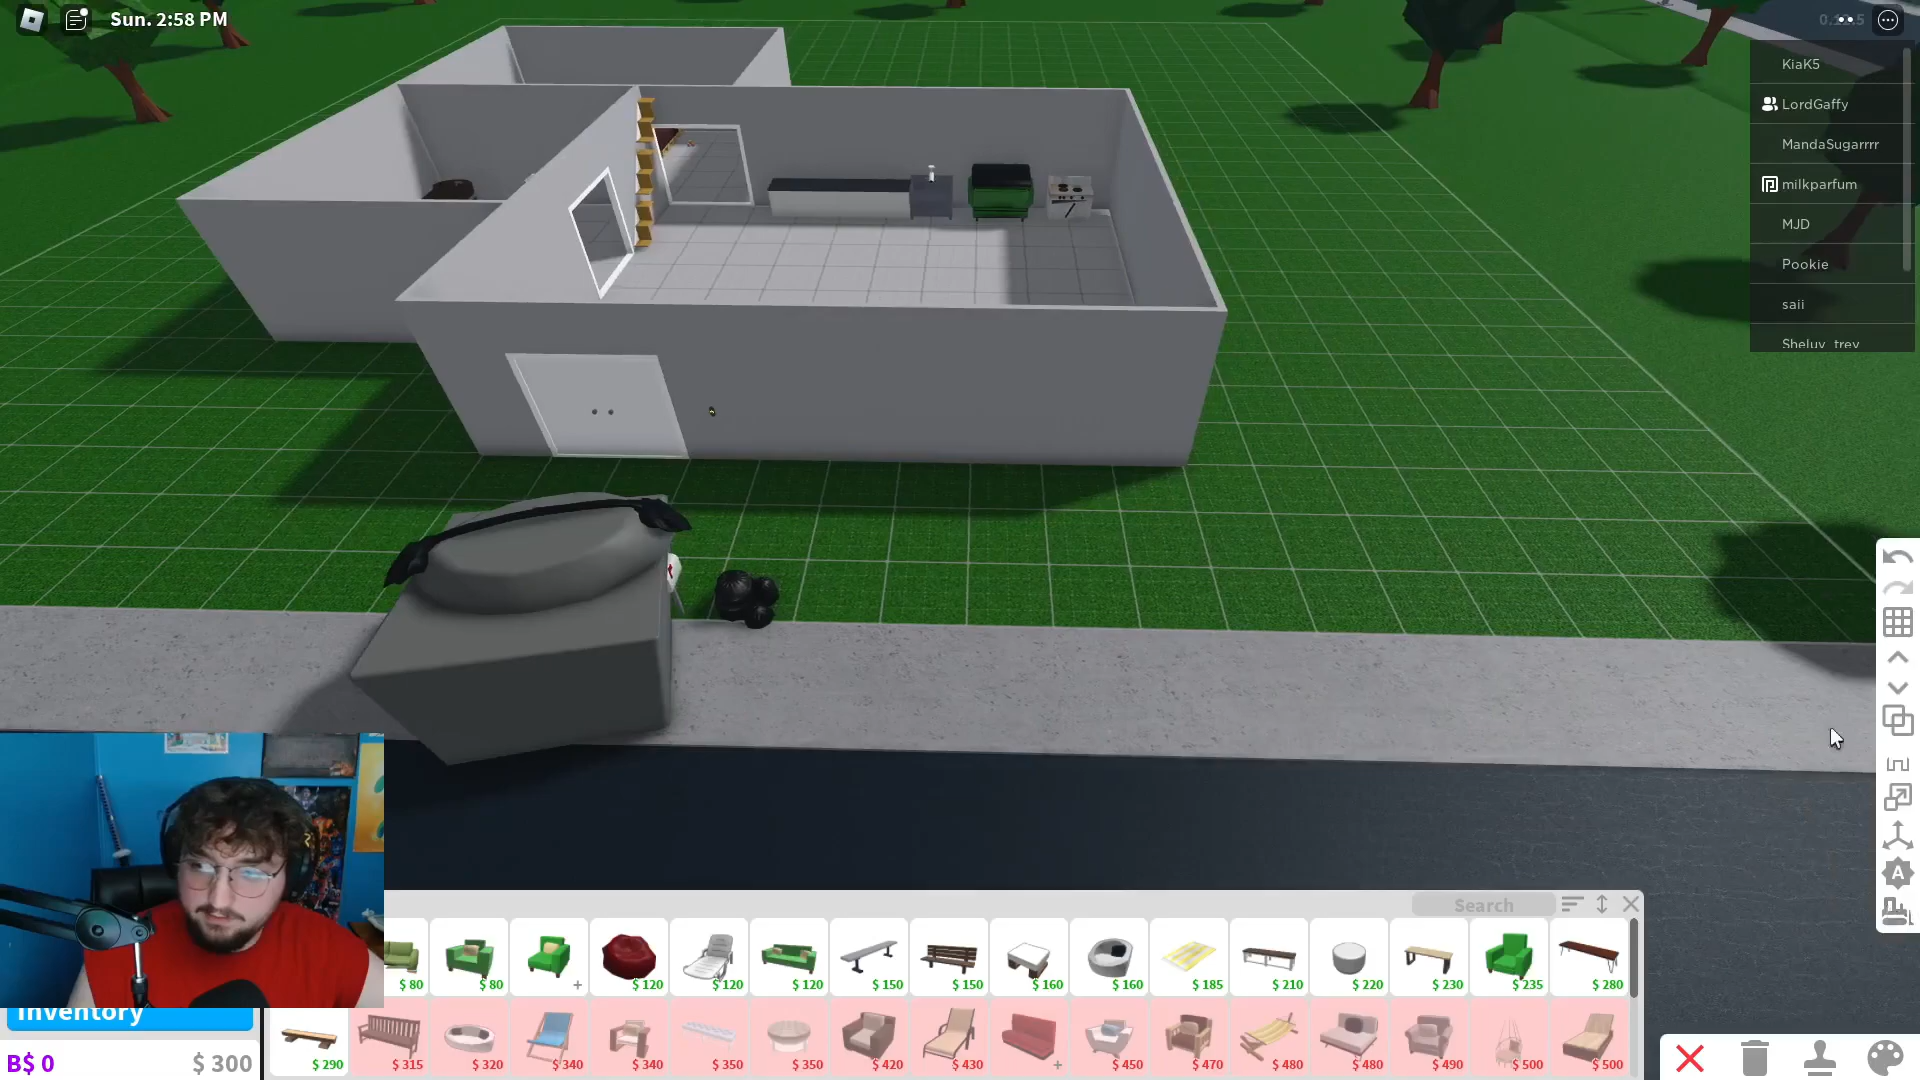 Sun. 2:58 PM
KiaK5
LordGaffy
MandaSugarrrr
milkparfum
MJD
Pookie
saii
Sheluv_trey
Search
$ 80
$ 80
$ 120
$ 120
$ 120
$ 150
$ 150
$ 160
$ 160
$ 185
$ 210
$ 220
$ 230
$ 235
$ 280
$ 290
$ 315
$ 320
$ 340
$ 340
$ 350
$ 350
$ 420
$ 430
$ 450
$ 470
$ 480
$ 480
$ 490
$ 500
$ 500
Inventory
B$ 0
$ 300
A